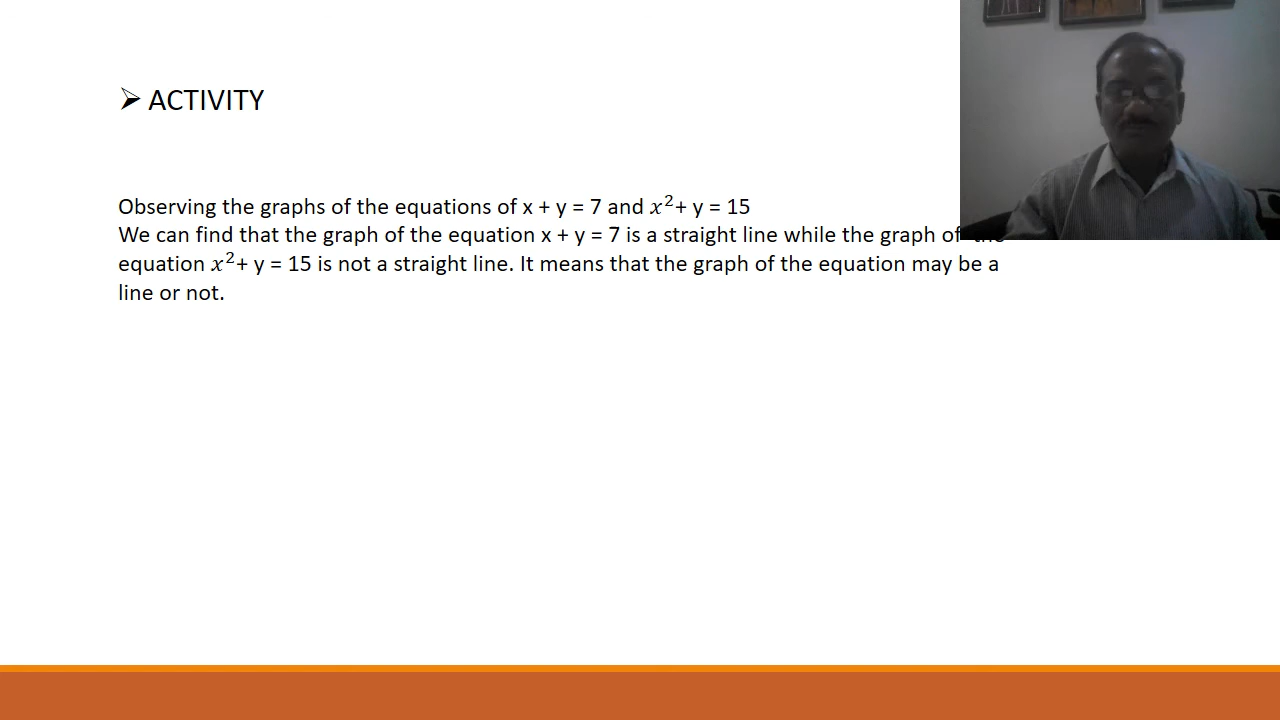 ACTIVITY
Observing the graphs of the equations of x + y = 7 and 𝑥²+ y = 15
We can find that the graph of the equation x + y = 7 is a straight line while the graph of the
equation 𝑥²+ y = 15 is not a straight line. It means that the graph of the equation may be a
line or not.